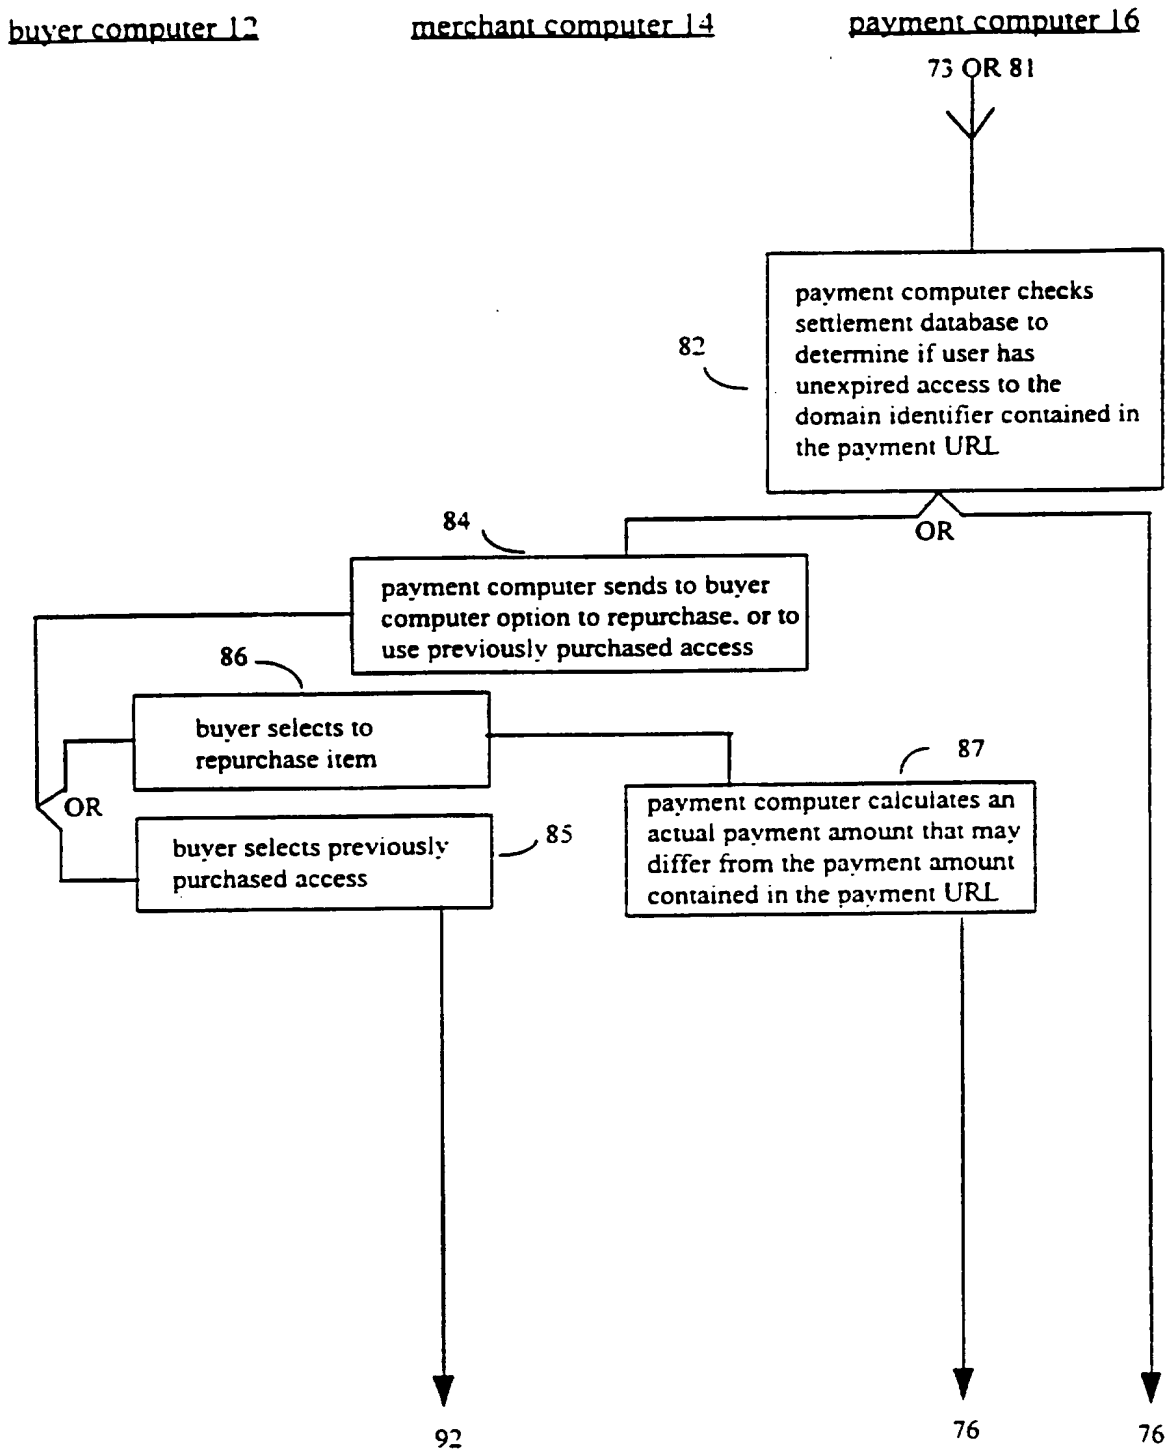 buyer computer 12
merchant computer 14
payment computer 16
73 OR 81
payment computer checks
settlement database to
determine if user has
unexpired access to the
domain identifier contained in
the payment URL
82
OR
84
payment computer sends to buyer
computer option to repurchase. or to
use previously purchased access
86
buyer selects to
repurchase item
87
payment computer calculates an
actual payment amount that may
differ from the payment amount
contained in the payment URL
OR
buyer selects previously
purchased access
85
92
76
76